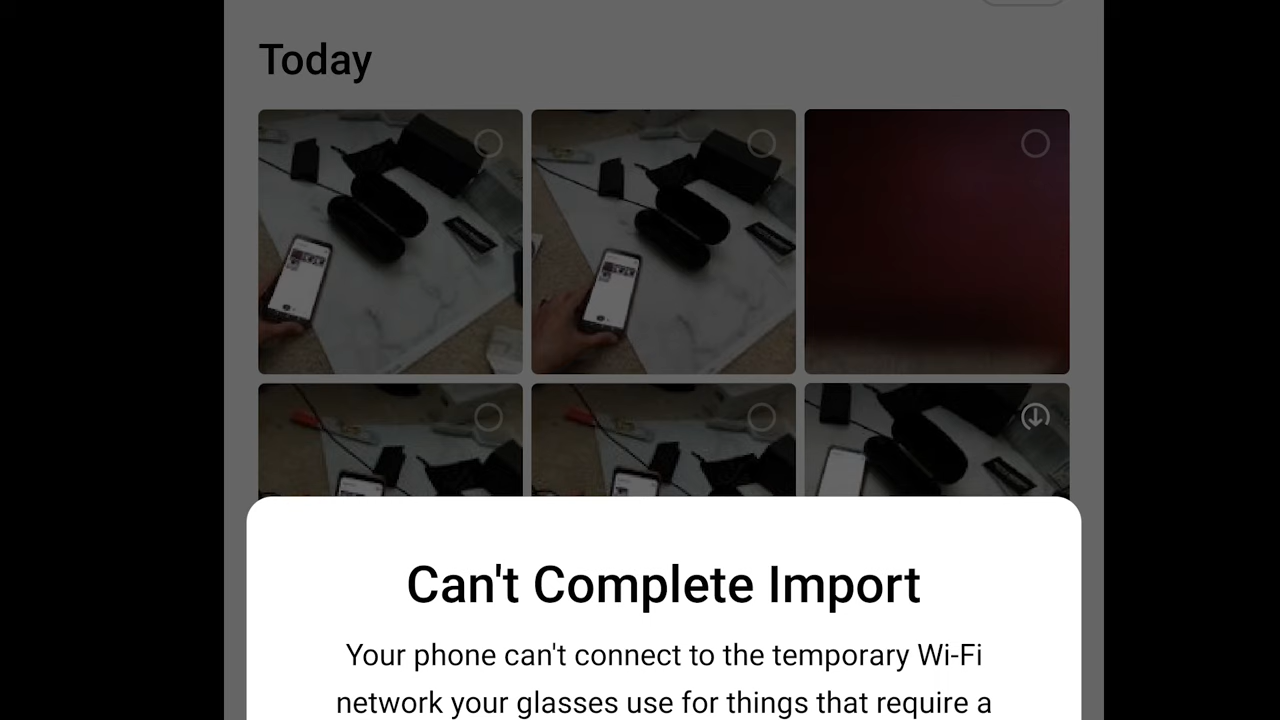 Today
Can't Complete Import
Your phone can't connect to the temporary Wi-Fi
network your glasses use for things that require a